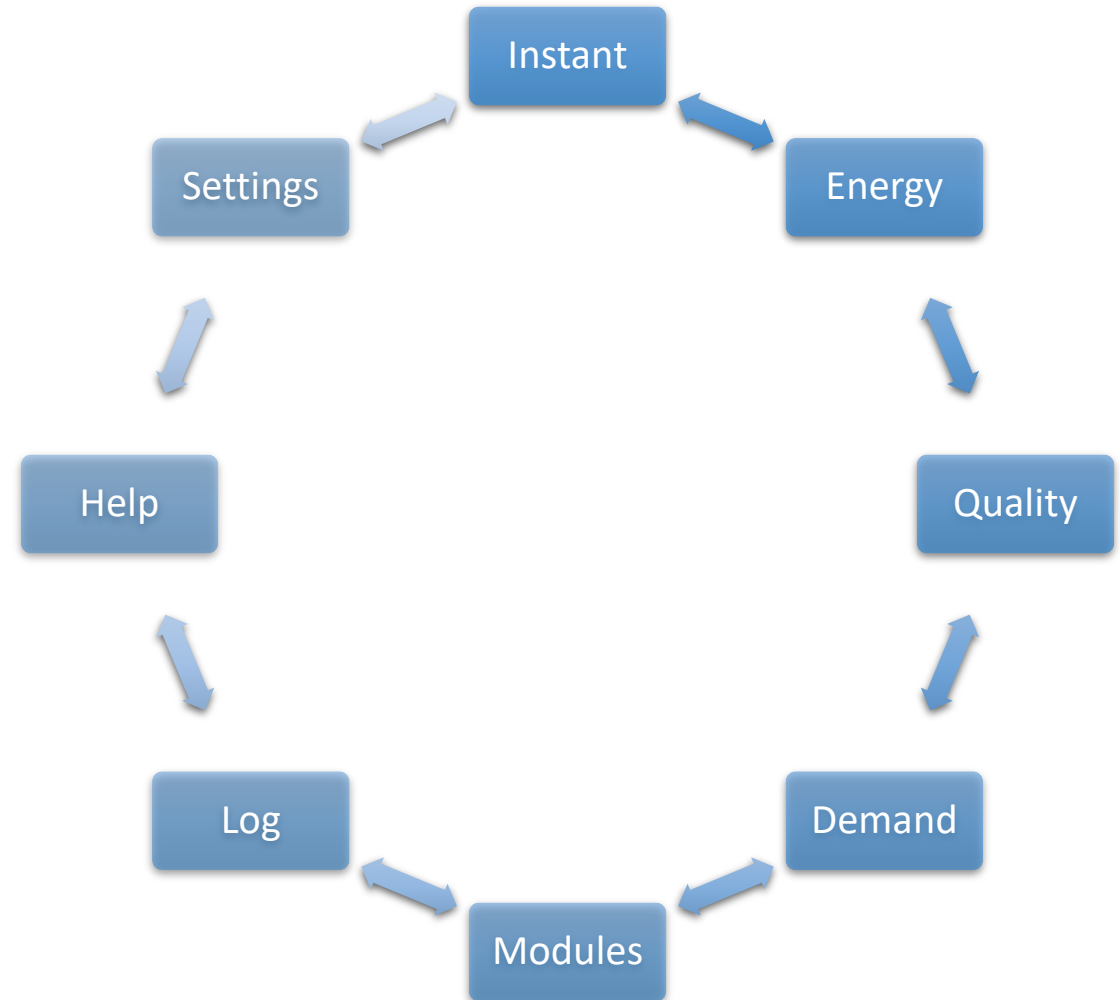 Instant
Energy
Quality
Demand
Modules
Log
Help
Settings